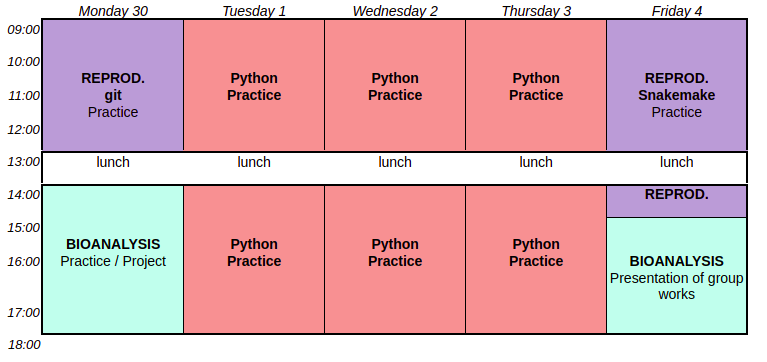 Monday 30 Tuesday 1 Wednesday 2 Thursday 3 Friday 4
09:00
10:00
REPROD. Python Python Python REPROD.
11:00 git Practice Practice Practice Snakemake
Practice Practice
12:00
13:00 lunch lunch lunch lunch lunch
14:00 REPROD.
15:00
BIOANALYSIS Python Python Python
16:00 Practice / Project Practice Practice Practice BIOANALYSIS
Presentation of group
works
17:00
18:00